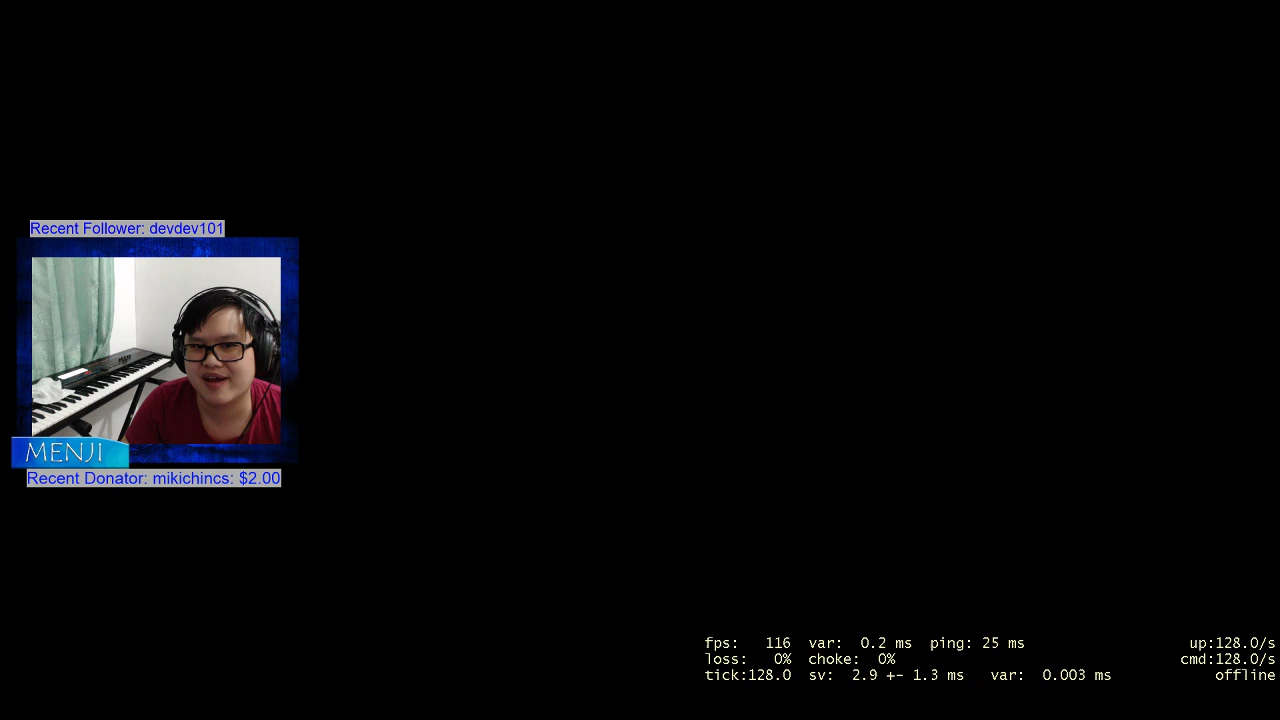 Recent Follower: devdev101
MENJI
Recent Donator: mikichincs: $2.00
fps: 116 var: 0.2 ms ping: 25 ms up:128.0/s
loss: 0% choke: 0% cmd:128.0/s
tick:128.0 sv: 2.9 +- 1.3 ms var: 0.003 ms offline